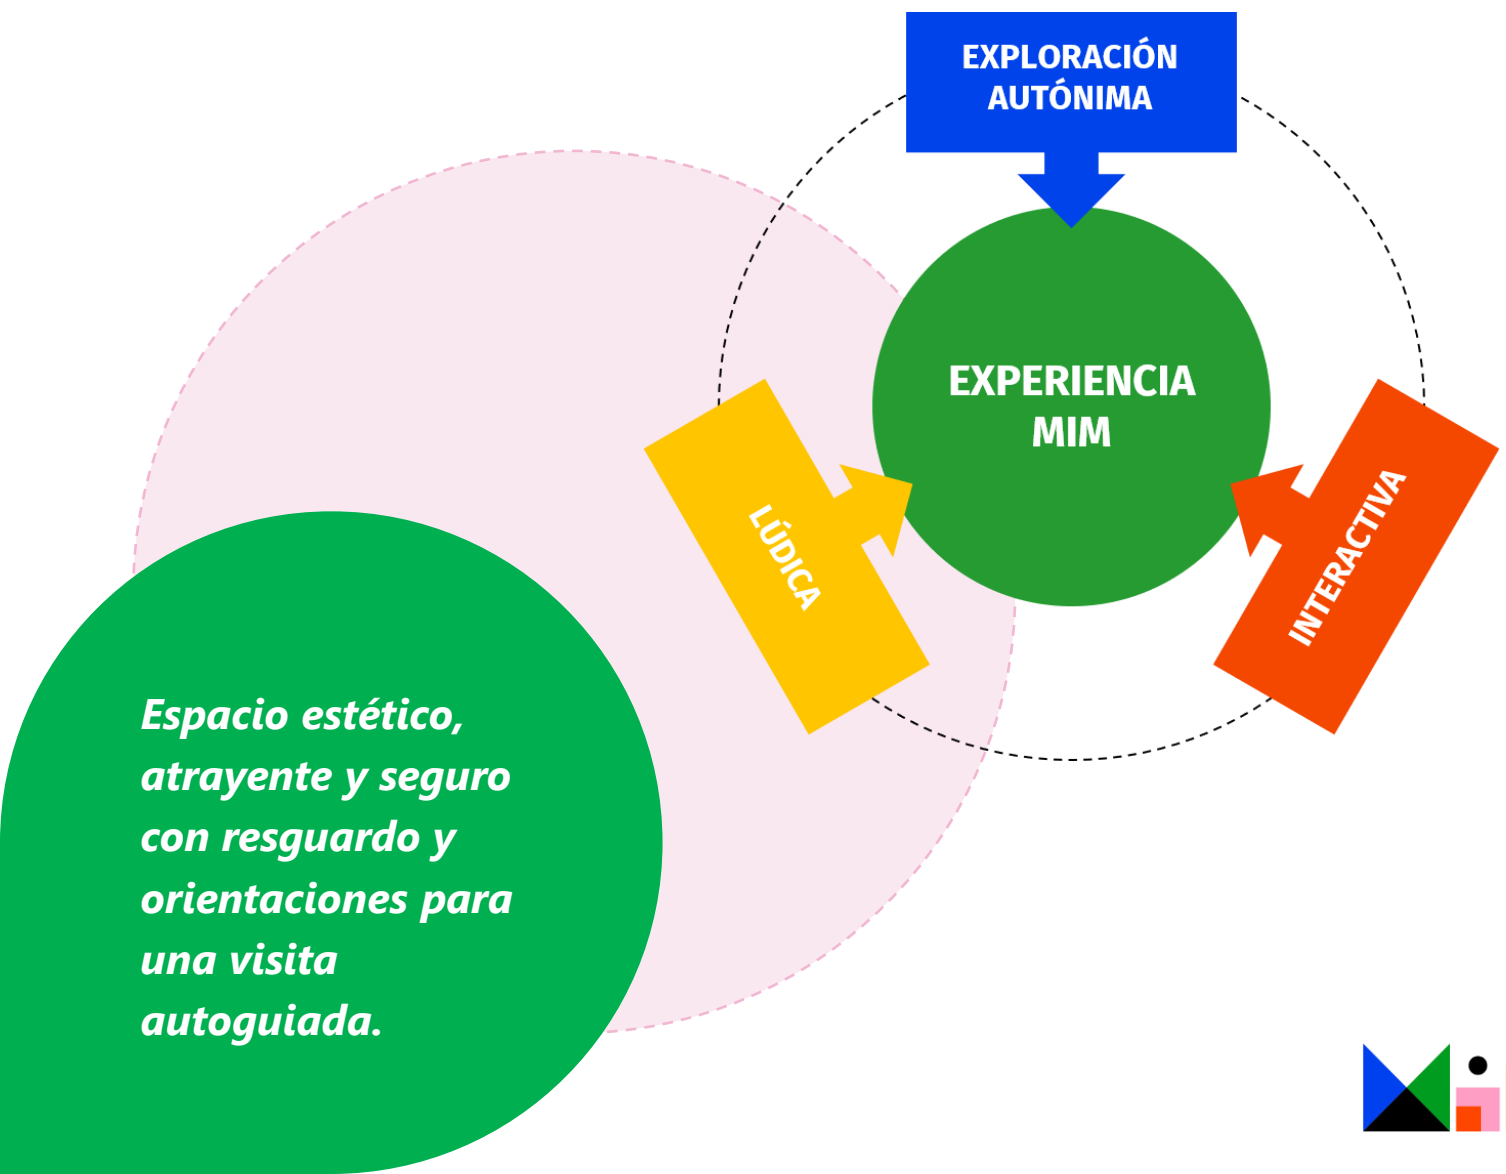 EXPLORACIÓN
AUTÓNIMA
EXPERIENCIA
MIM
LÚDICA
INTERACTIVA
Espacio estético,
atrayente y seguro
con resguardo y
orientaciones para
una visita
autoguiada.